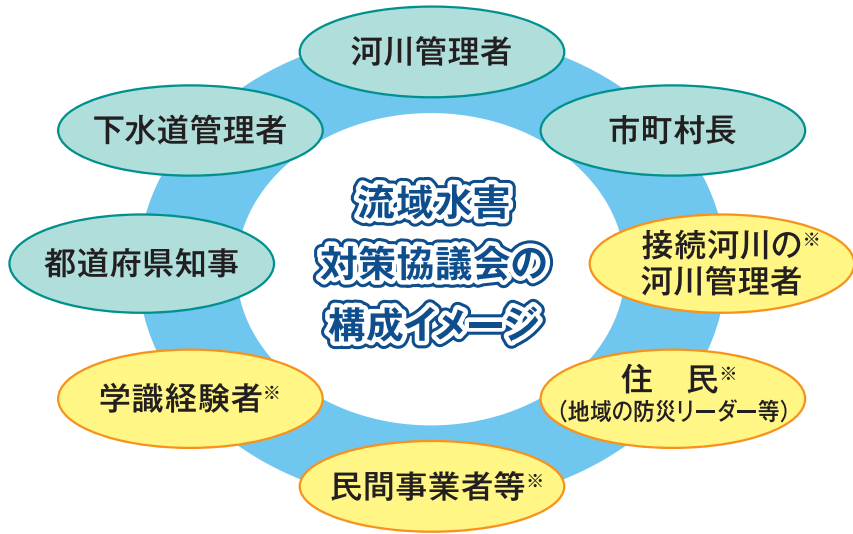 河川管理者
下水道管理者
市町村長
流域水害
対策協議会の
構成イメージ
都道府県知事
接続河川の※
河川管理者
学識経験者※
住　民※
（地域の防災リーダー等）
民間事業者等※